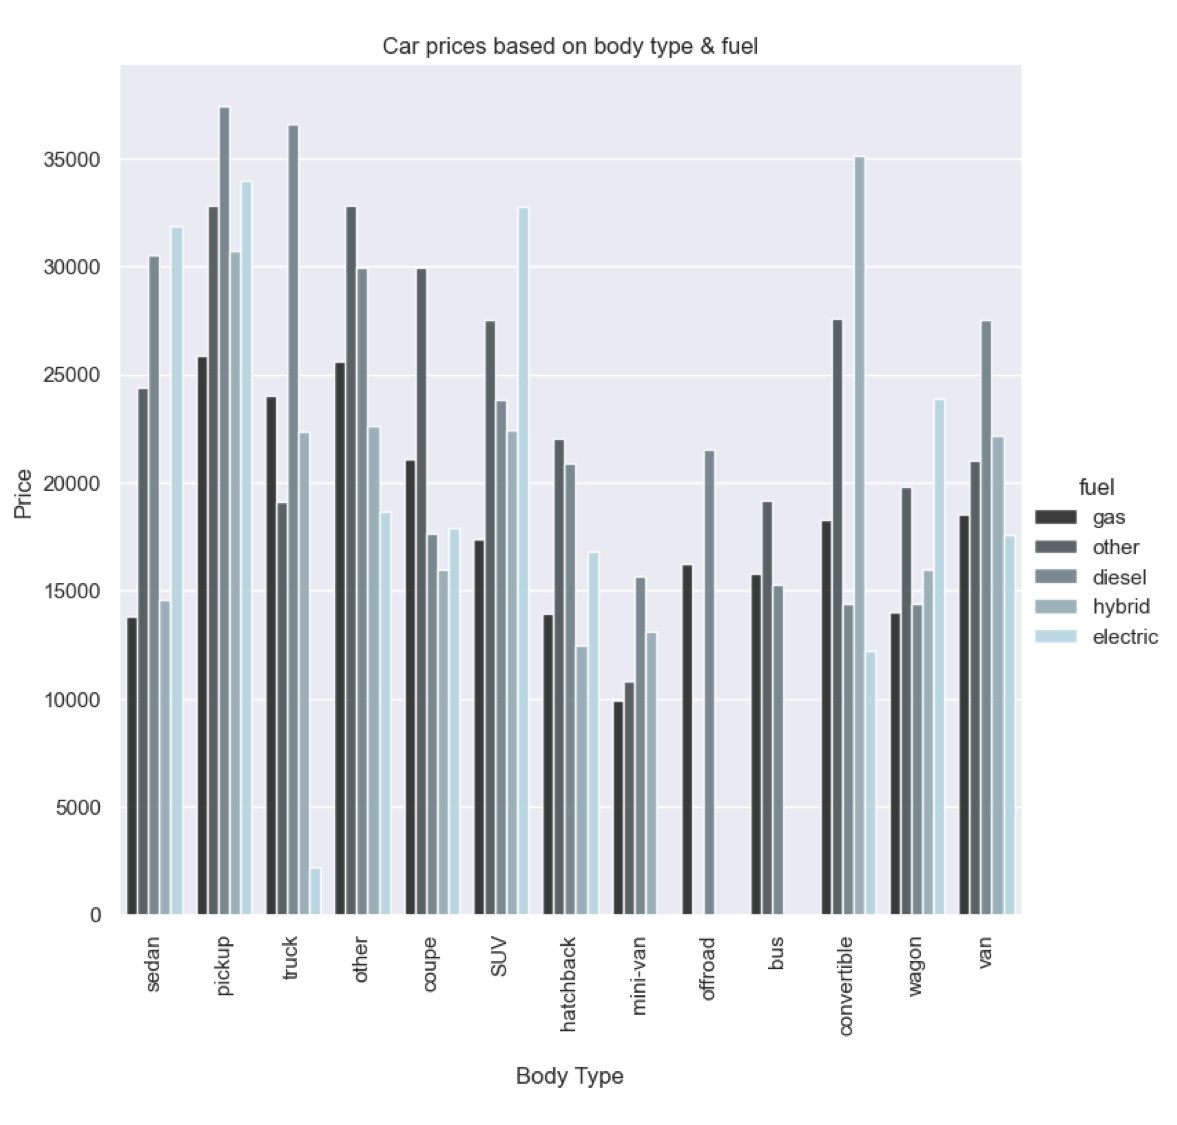 Car prices based on body type & fuel
35000
30000
25000
20000
15000
10000
5000
0
Price
sedan
pickup
truck
other
coupe
SUV
hatchback
mini-van
offroad
bus
convertible
wagon
van
Body Type
fuel
gas
other
diesel
hybrid
electric